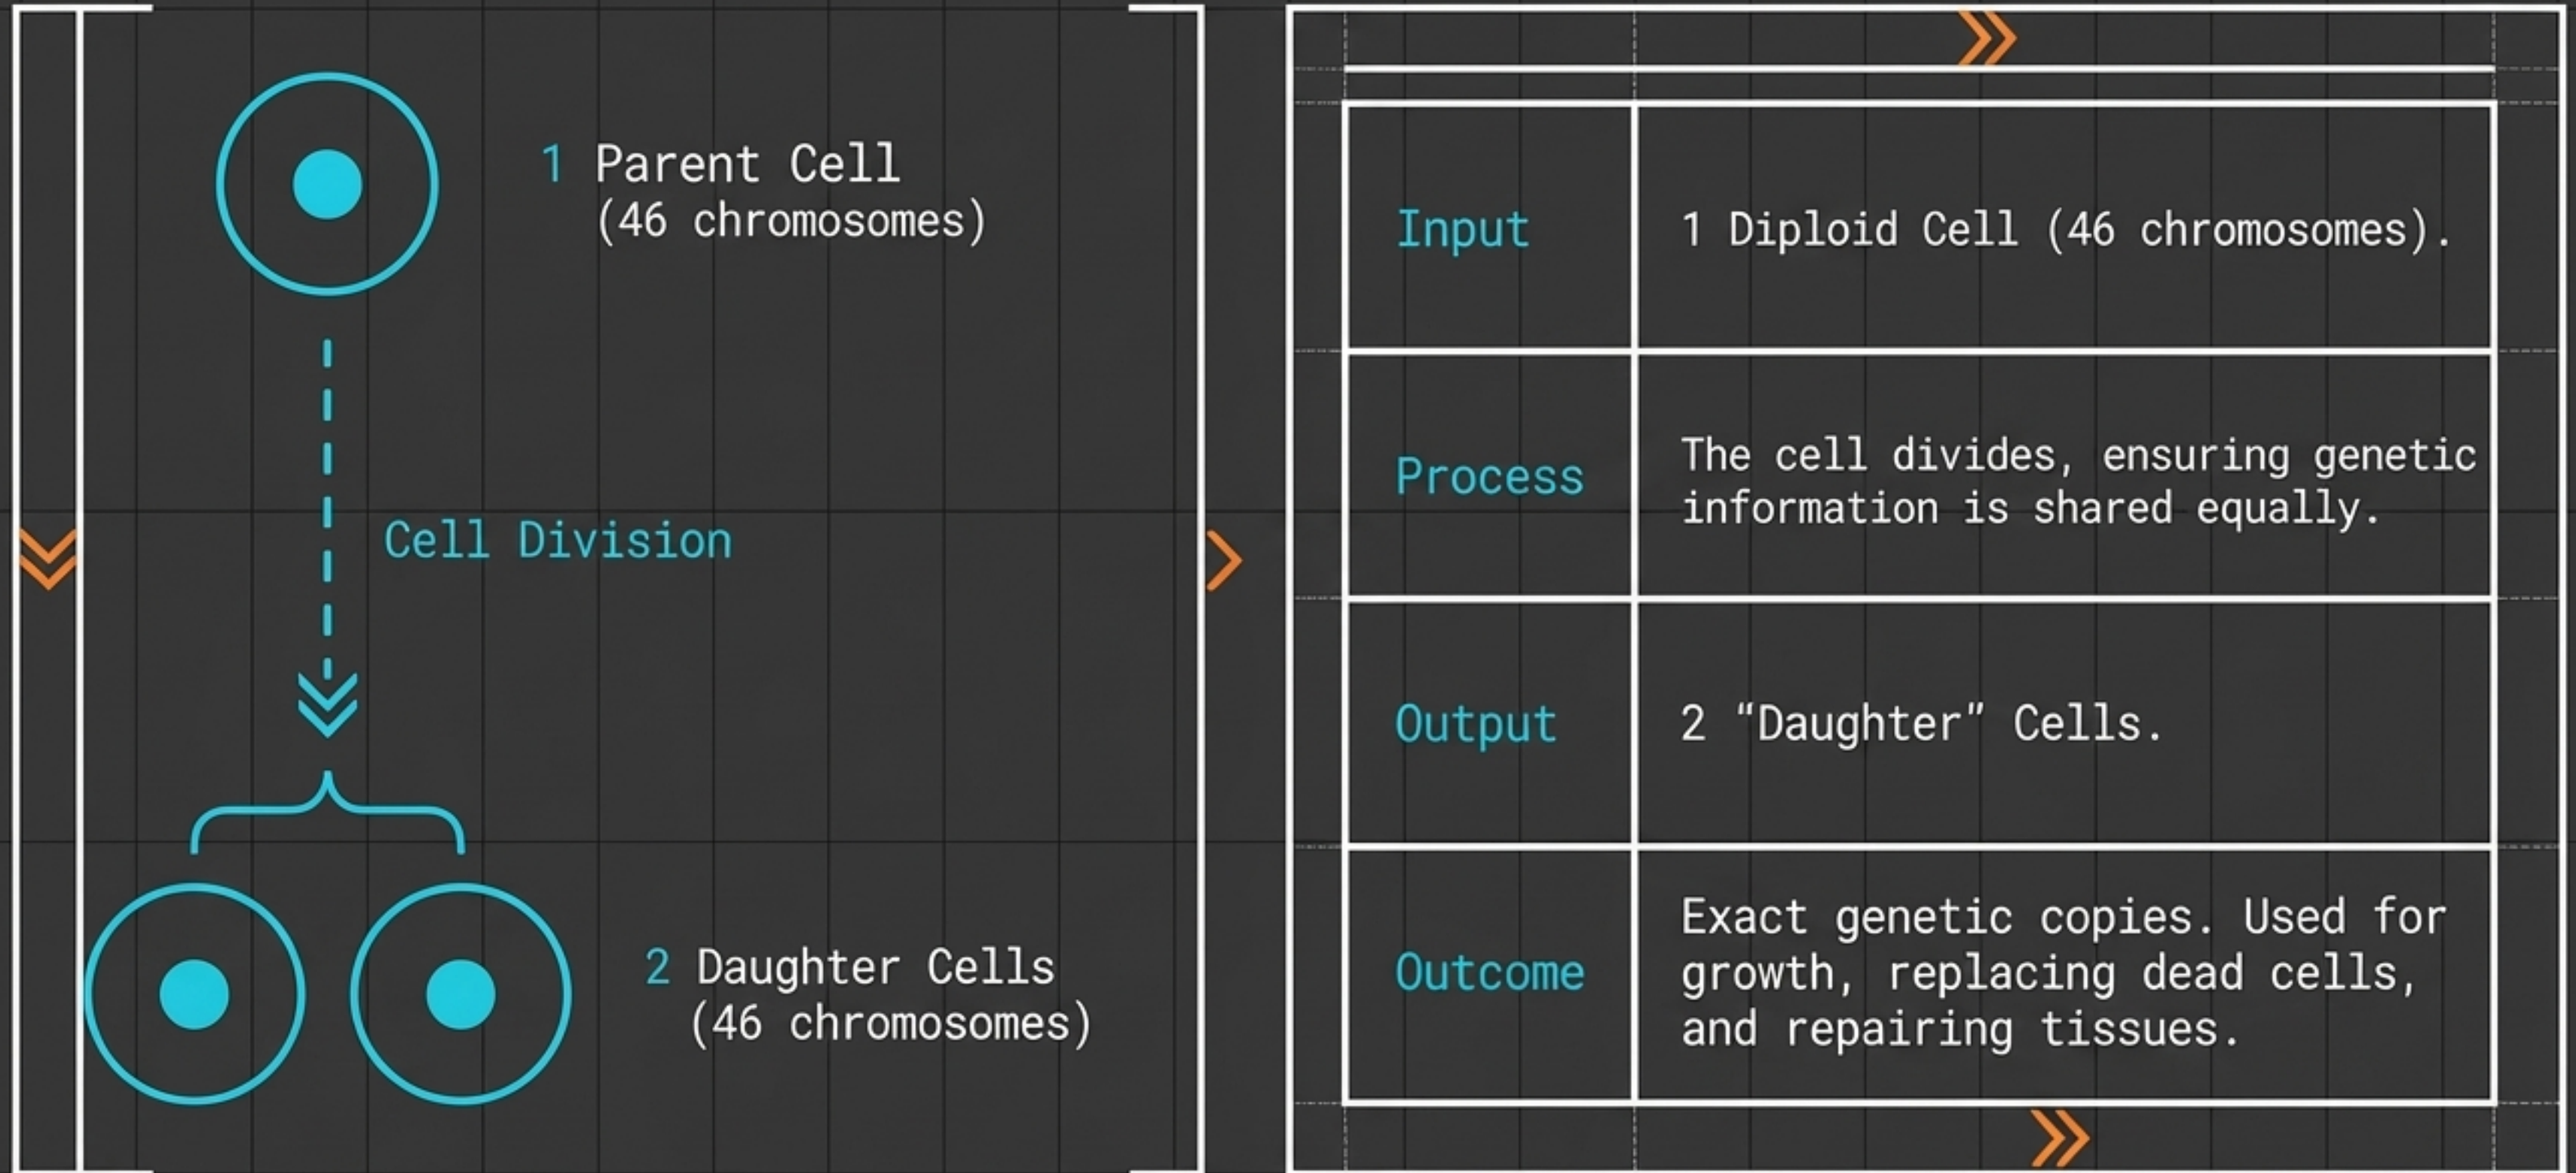 1 Parent Cell
(46 chromosomes)
Cell Division
2 Daughter Cells
(46 chromosomes)
Input
1 Diploid Cell (46 chromosomes).
Process
The cell divides, ensuring genetic
information is shared equally.
Output
2 “Daughter” Cells.
Outcome
Exact genetic copies. Used for
growth, replacing dead cells,
and repairing tissues.